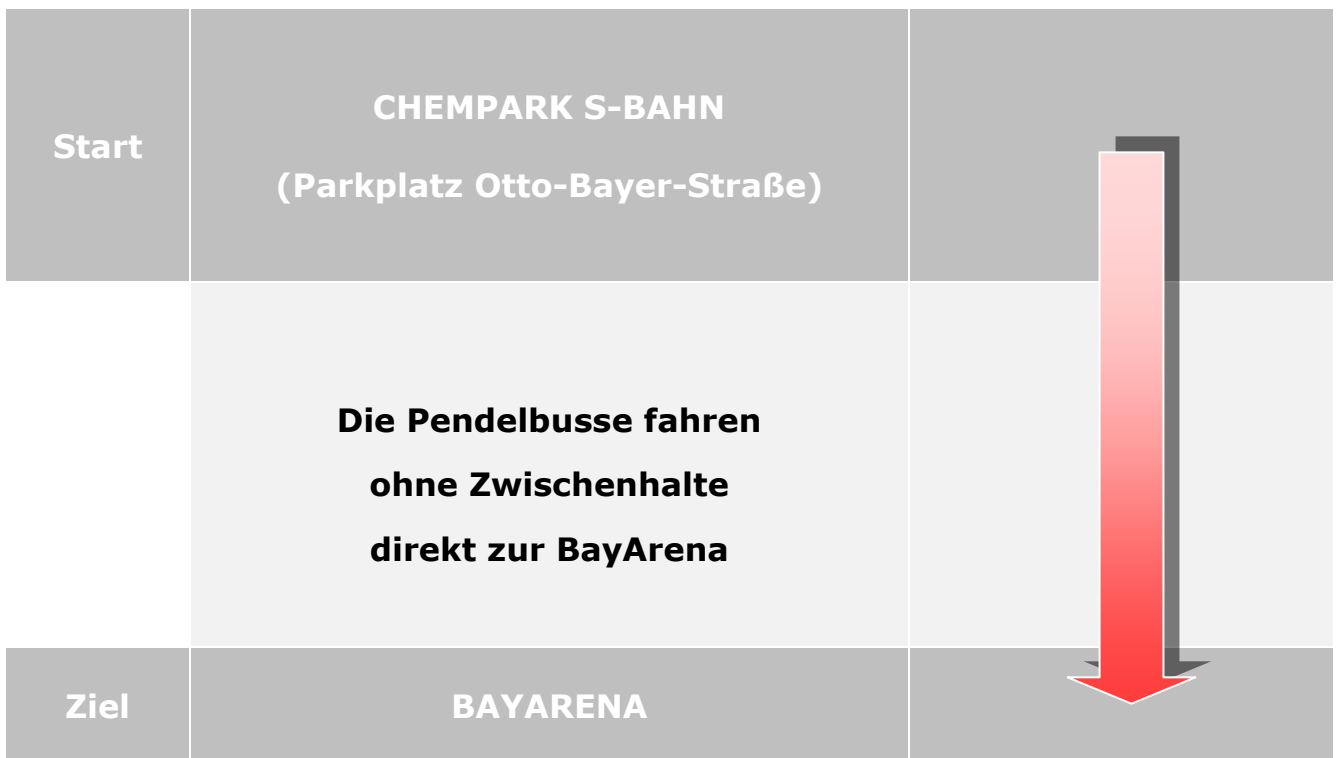 Start
CHEMPARK S-BAHN
(Parkplatz Otto-Bayer-Straße)
Die Pendelbusse fahren
ohne Zwischenhalte
direkt zur BayArena
Ziel
BAYARENA